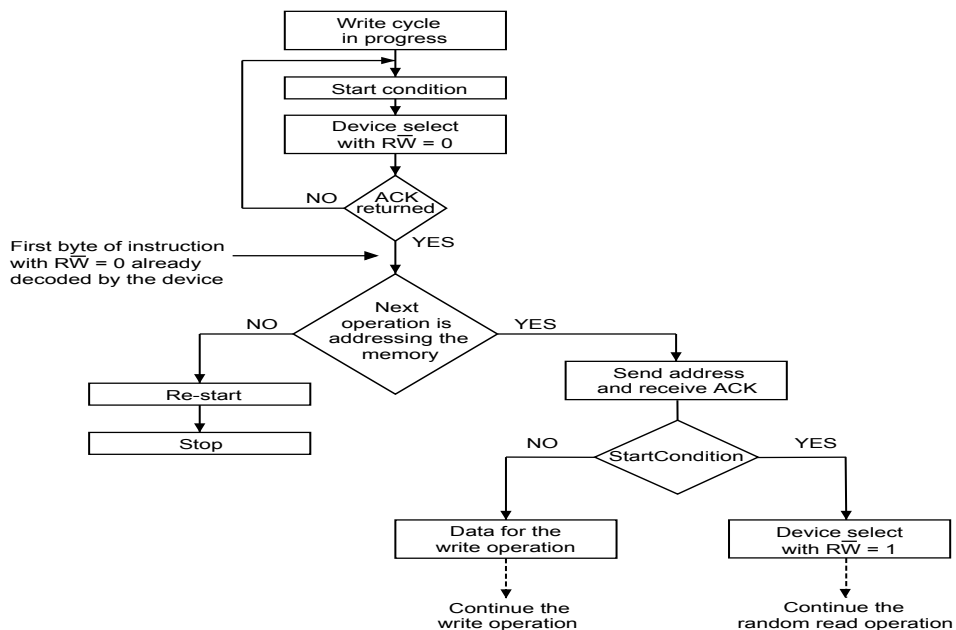 Write cycle
in progress
Start condition
Device select
with RW̅ = 0
NO
ACK
returned
YES
First byte of instruction
with RW̅ = 0 already
decoded by the device
NO
Next
operation is
addressing the
memory
YES
Send address
and receive ACK
Re-start
Stop
NO
StartCondition
YES
Data for the
write operation
Device select
with RW̅ = 1
Continue the
write operation
Continue the
random read operation